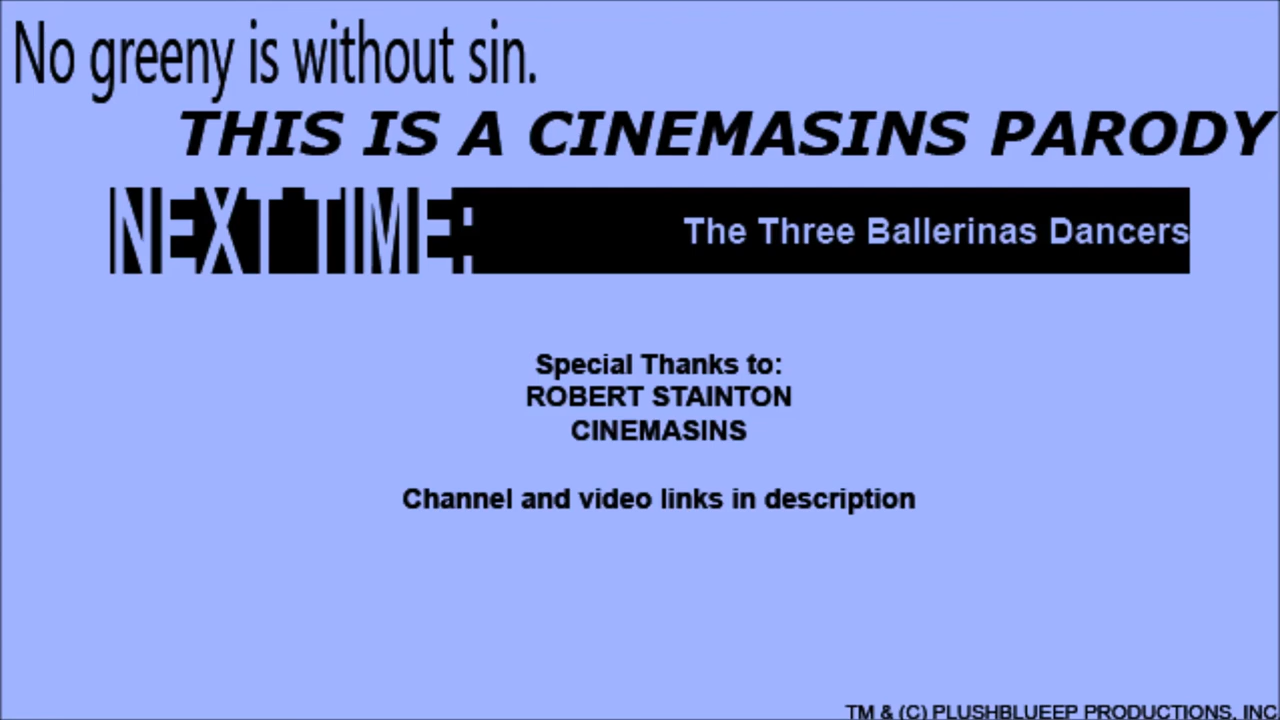 No greeny is without sin.
THIS IS A CINEMASINS PARODY
NEXT TIME: The Three Ballerinas Dancers
Special Thanks to:
ROBERT STAINTON
CINEMASINS
Channel and video links in description
TM & (C) PLUSHBLUEEP PRODUCTIONS, INC